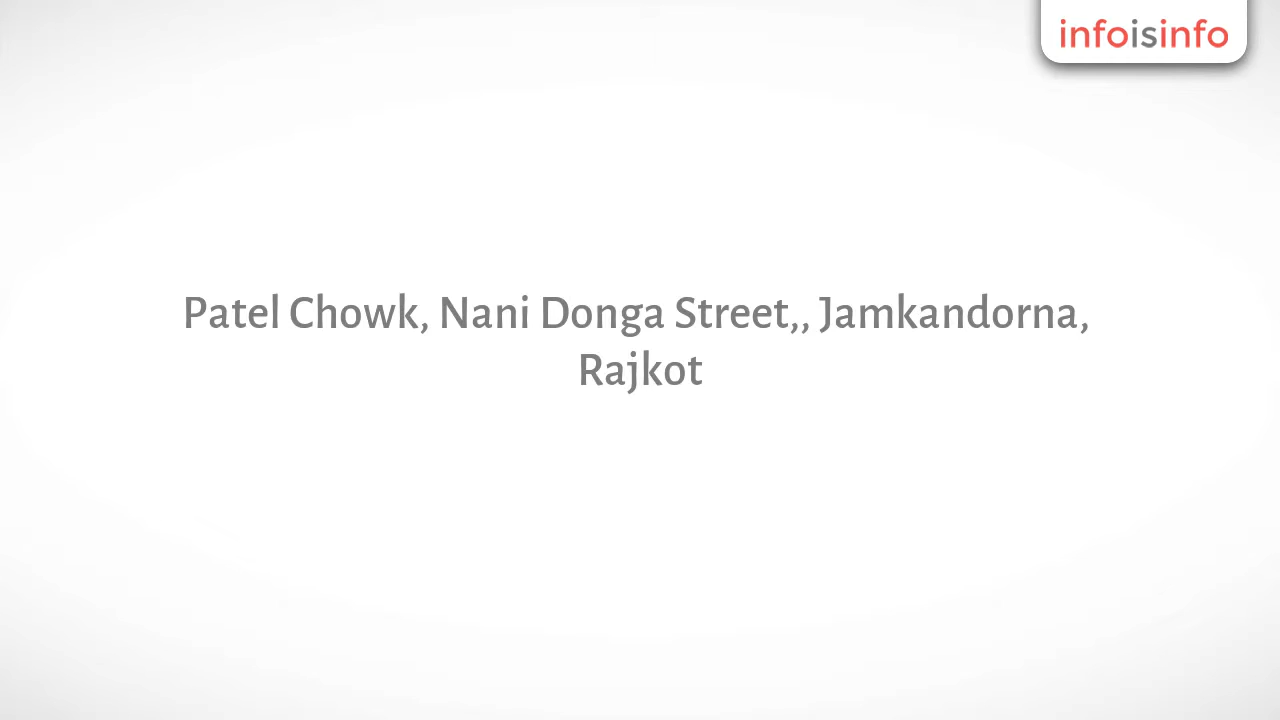 infoisinfo
Patel Chowk, Nani Donga Street,, Jamkandorna,
Rajkot